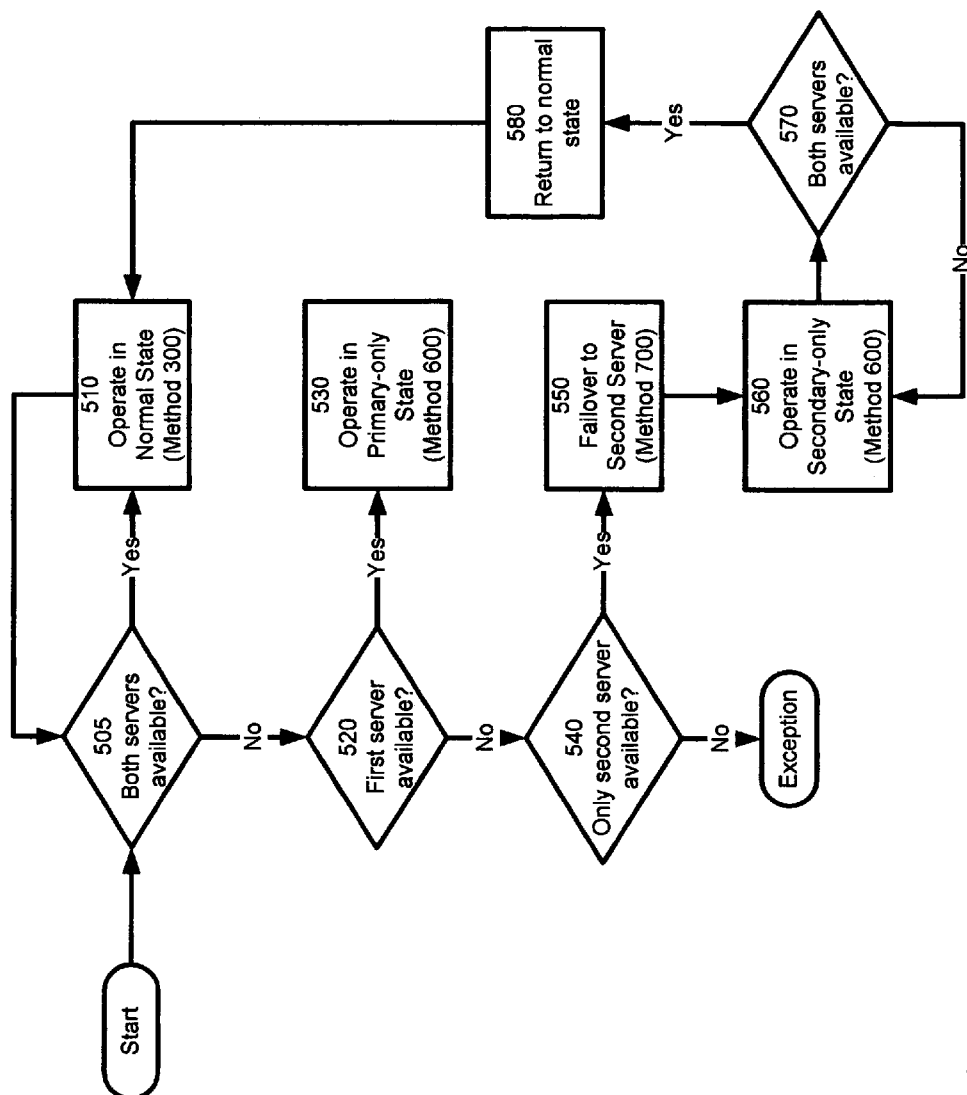 Start
505
Both servers
available?
Yes
No
510
Operate in
Normal State
(Method 300)
520
First server
available?
Yes
No
530
Operate in
Primary-only
State
(Method 600)
540
Only second server
available?
Yes
No
Exception
550
Failover to
Second Server
(Method 700)
560
Operate in
Secondary-only
State
(Method 600)
570
Both servers
available?
Yes
No
580
Return to normal
state